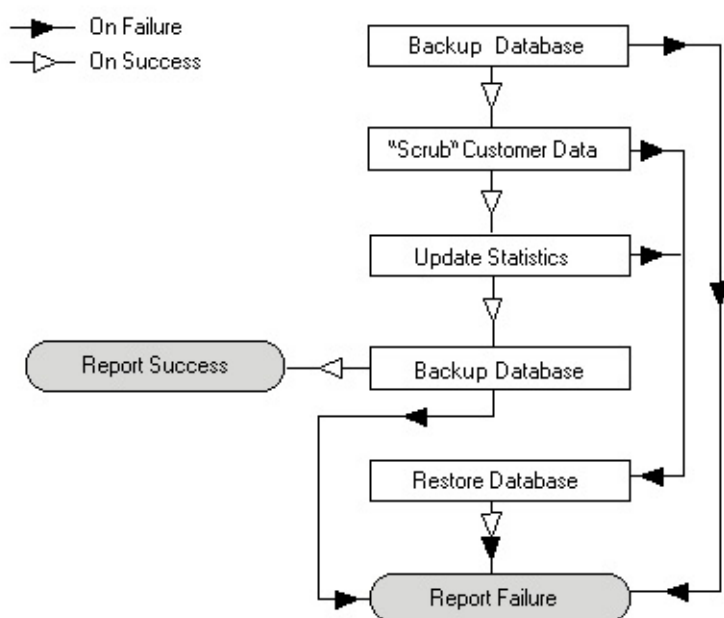 On Failure
On Success
Backup Database
"Scrub" Customer Data
Update Statistics
Report Success
Backup Database
Restore Database
Report Failure